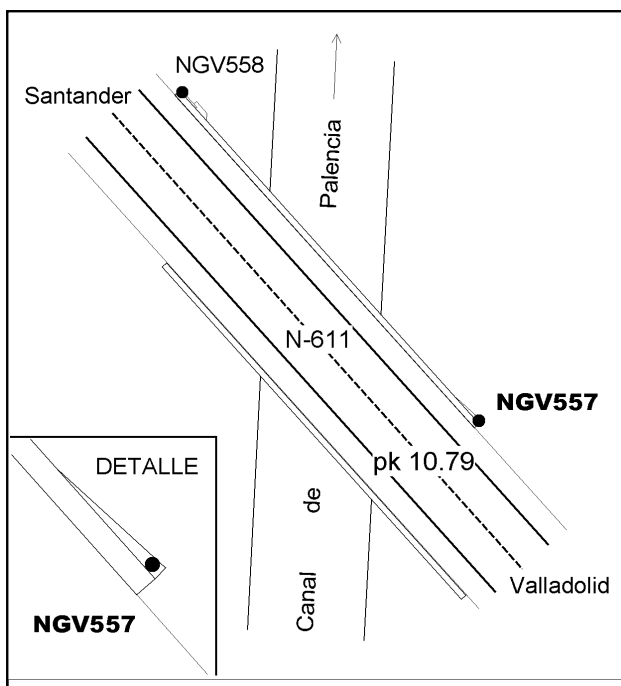 NGV558
Santander
Palencia
N-611
NGV557
pk 10.79
DETALLE
Canal de
Valladolid
NGV557